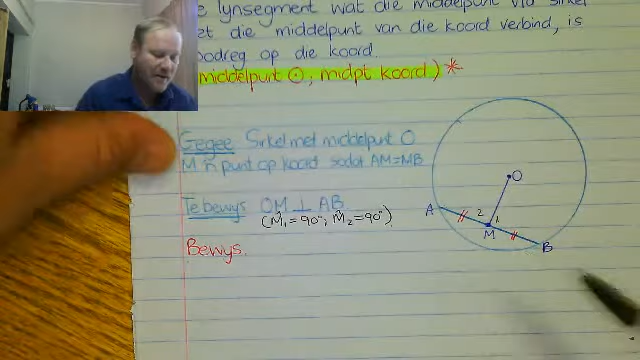 lynsegment wat die middelpunt van sirkel
die middelpunt van die koord verbind, is
op die koord.
middelpunt ⊙, midpt koord) *
Gegee Sirkel met middelpunt O
M 'n punt op koord sodat AM=MB
Te bewys OM ⊥ AB
(M̂₁=90°; M̂₂=90°)
Bewys.
O
A
2
1
M
B